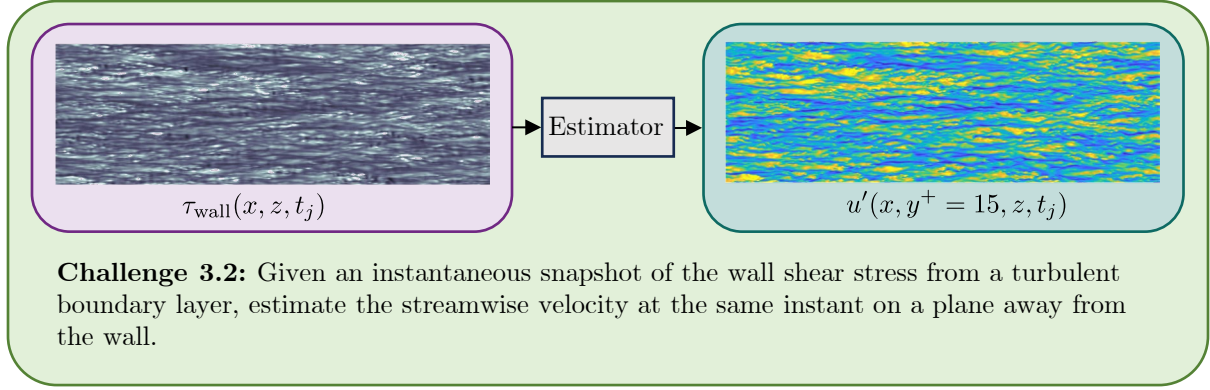 Estimator
τ_wall(x, z, t_j)
u′(x, y⁺ = 15, z, t_j)
Challenge 3.2: Given an instantaneous snapshot of the wall shear stress from a turbulent
boundary layer, estimate the streamwise velocity at the same instant on a plane away from
the wall.